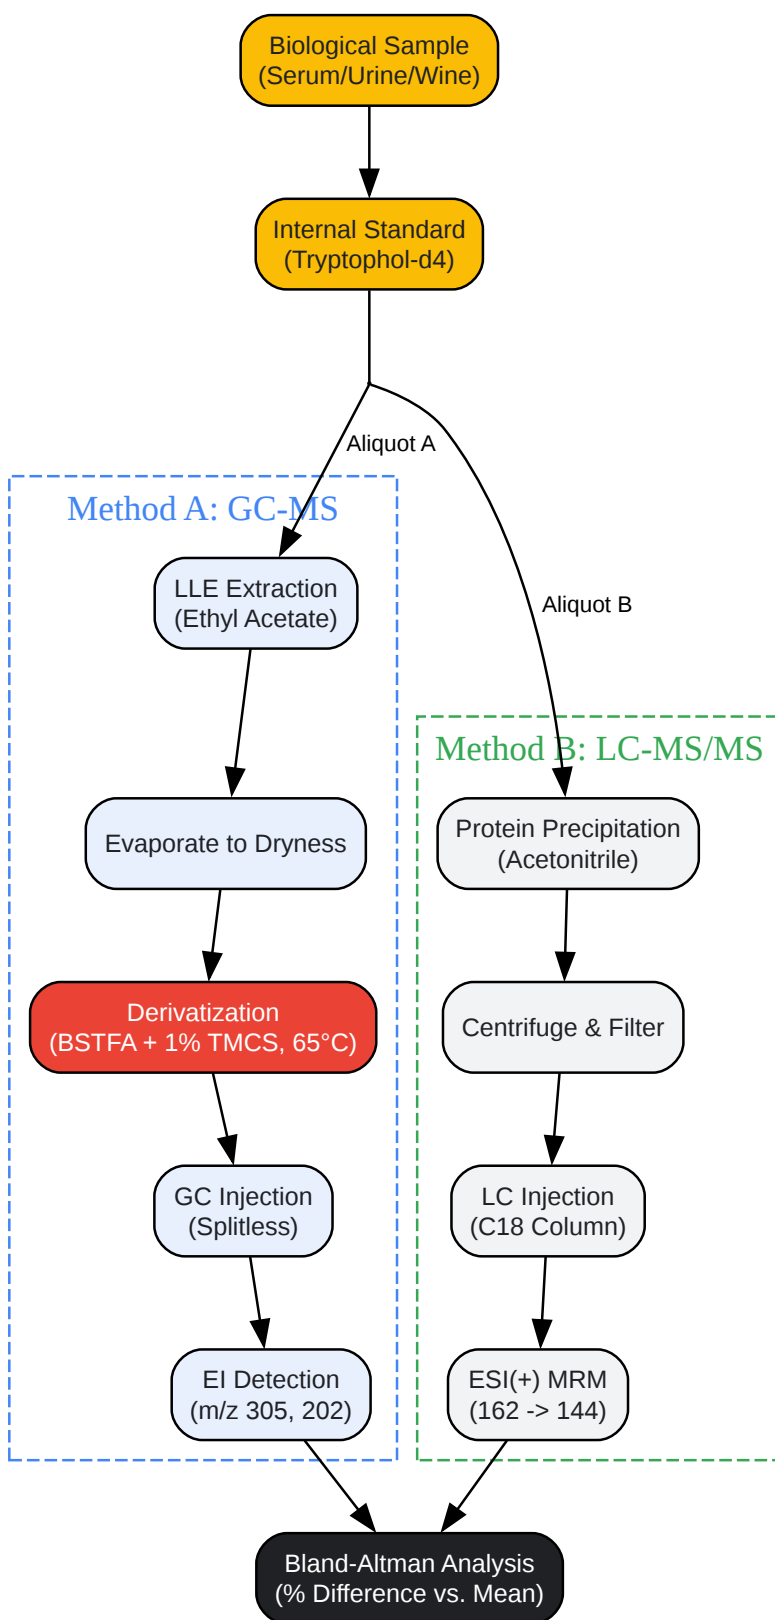 Biological Sample
(Serum/Urine/Wine)
Internal Standard
(Tryptophol-d4)
Aliquot A
Aliquot B
Method A: GC-MS
LLE Extraction
(Ethyl Acetate)
Evaporate to Dryness
Derivatization
(BSTFA + 1% TMCS, 65°C)
GC Injection
(Splitless)
EI Detection
(m/z 305, 202)
Method B: LC-MS/MS
Protein Precipitation
(Acetonitrile)
Centrifuge & Filter
LC Injection
(C18 Column)
ESI(+) MRM
(162 -> 144)
Bland-Altman Analysis
(% Difference vs. Mean)